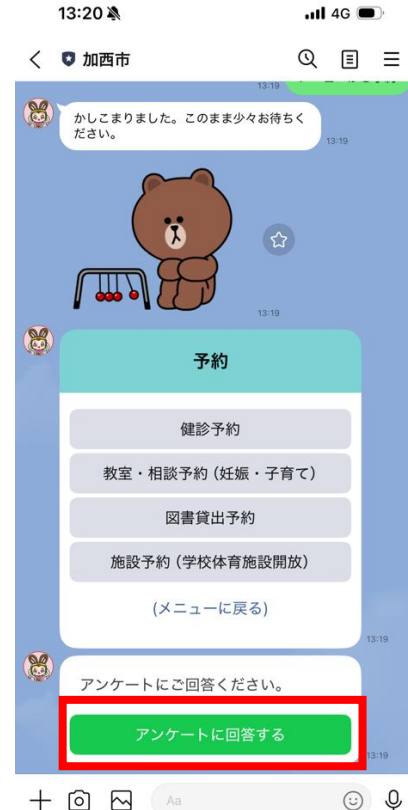 13:20
4G
加西市
13:19
かしこまりました。このまま少々お待ちく
ださい。
13:19
13:19
予約
健診予約
教室・相談予約（妊娠・子育て）
図書貸出予約
施設予約（学校体育施設開放）
(メニューに戻る)
13:19
アンケートにご回答ください。
アンケートに回答する
13:19
Aa